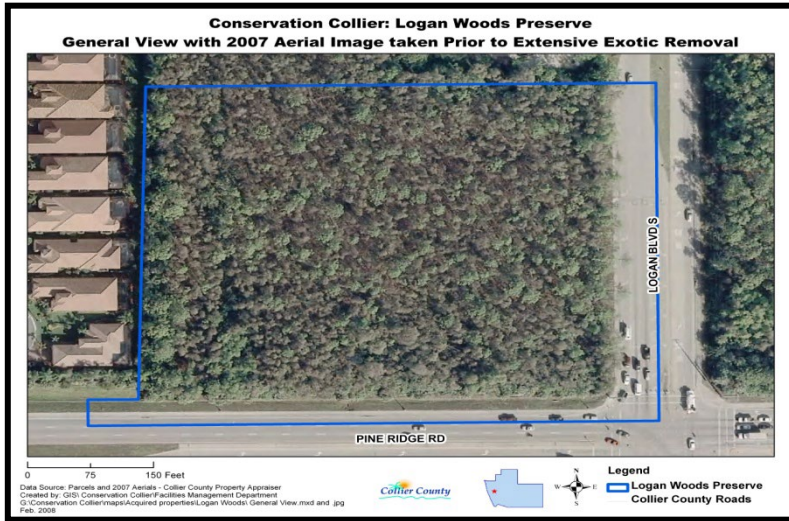 Conservation Collier: Logan Woods Preserve
General View with 2007 Aerial Image taken Prior to Extensive Exotic Removal
LOGAN BLVD S
PINE RIDGE RD
0 75 150 Feet
Data Source: Parcels and 2007 Aerials - Collier County Property Appraiser
Created by: GIS\ Conservation Collier\Facilities Management Department
G:\Conservation Collier\maps\Acquired properties\Logan Woods\ General View.mxd and .jpg
Feb. 2008
Collier County
N
W E
S
Legend
Logan Woods Preserve
Collier County Roads